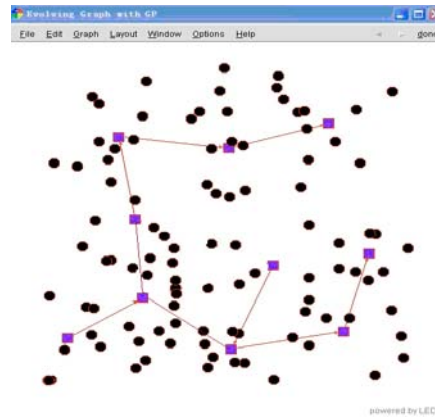 Evolving Graph with GP
File Edit Graph Layout Window Options Help done
powered by LED